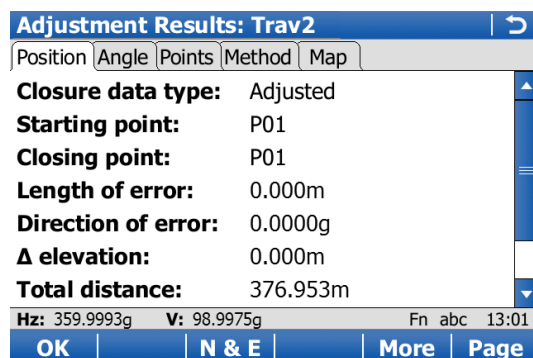 Adjustment Results: Trav2
Position Angle Points Method Map
Closure data type: Adjusted
Starting point: P01
Closing point: P01
Length of error: 0.000m
Direction of error: 0.0000g
Δ elevation: 0.000m
Total distance: 376.953m
Hz: 359.9993g V: 98.9975g Fn abc 13:01
OK N & E More Page